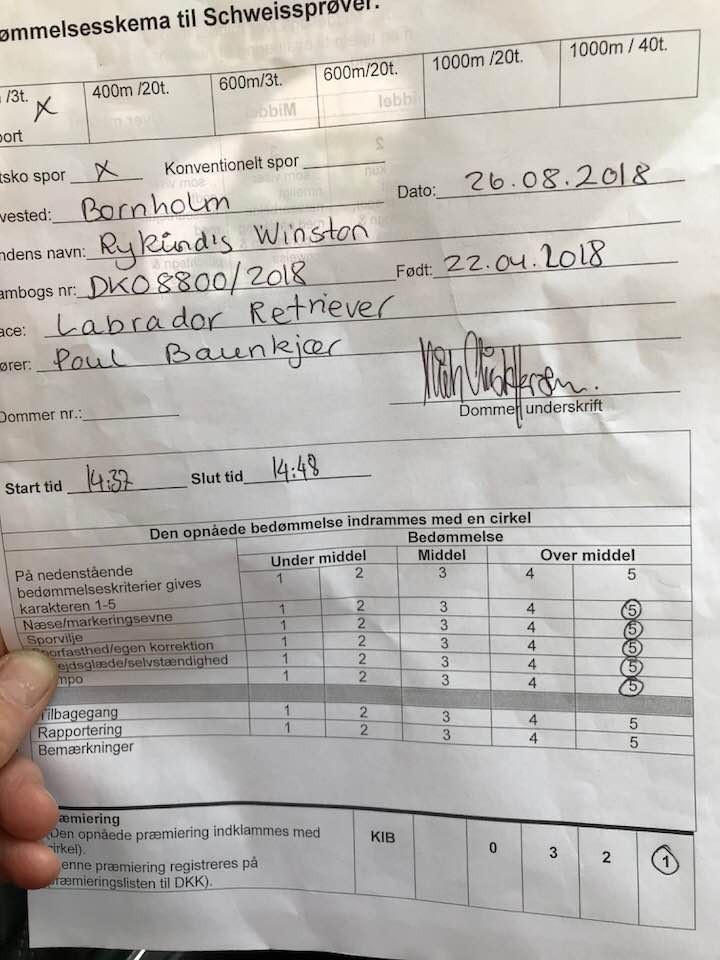 ømmelsesskema til Schweissprøver.
/3t. X 400m /20t. 600m/3t. 600m/20t. 1000m /20t. 1000m / 40t.
port
tsko spor X Konventionelt spor
vested: Bornholm Dato: 26.08.2018
ndens navn: Rykind's Winston
ambogs nr: DK08800/2018 Født: 22.04.2018
ace: Labrador Retriever
ører: Poul Baunkjær
Dommer nr.: Dommer underskrift
Start tid 14:37 Slut tid 14:48
Den opnåede bedømmelse indrammes med en cirkel
Bedømmelse
Under middel Middel Over middel
På nedenstående 1 2 3 4 5
bedømmelseskriterier gives
karakteren 1-5
Næse/markeringsevne 1 2 3 4 5
Sporvilje 1 2 3 4 5
porfasthed/egen korrektion 1 2 3 4 5
ejdsglæde/selvstændighed 1 2 3 4 5
mpo 1 2 3 4 5
Tilbagegang 1 2 3 4 5
Rapportering 1 2 3 4 5
Bemærkninger
æmiering
(Den opnåede præmiering indklammes med KIB 0 3 2 1
cirkel).
enne præmiering registreres på
præmieringslisten til DKK).